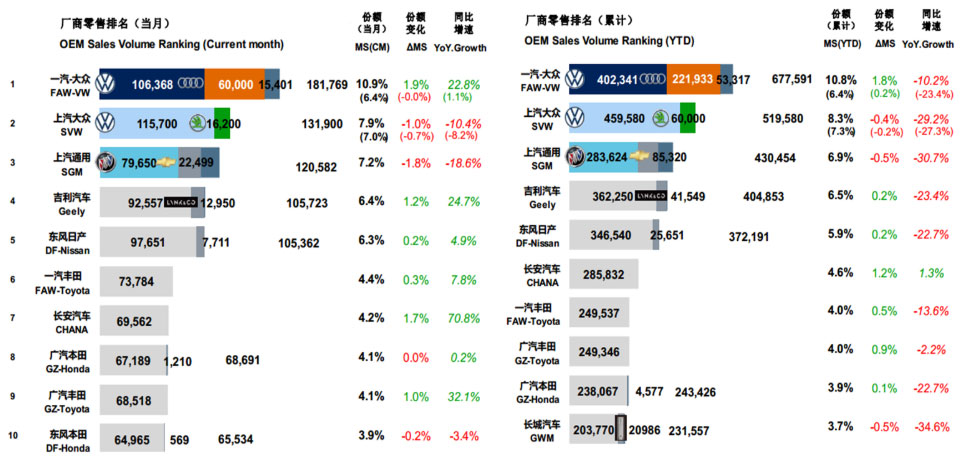 厂商零售排名 (当月)
OEM Sales Volume Ranking (Current month)
份额 (当月) MS(CM)
份额 变化 ΔMS
同比 增速 YoY.Growth
1 一汽-大众 106,368 60,000 15,401 181,769 10.9% 1.9% 22.8%
FAW-VW (6.4%) (-0.0%) (1.1%)
2 上汽大众 115,700 16,200 131,900 7.9% -1.0% -10.4%
SVW (7.0%) (-0.7%) (-8.2%)
3 上汽通用 79,650 22,499 120,582 7.2% -1.8% -18.6%
SGM
4 吉利汽车 92,557 LYNK&CO 12,950 105,723 6.4% 1.2% 24.7%
Geely
5 东风日产 97,651 7,711 105,362 6.3% 0.2% 4.9%
DF-Nissan
6 一汽丰田 73,784 4.4% 0.3% 7.8%
FAW-Toyota
7 长安汽车 69,562 4.2% 1.7% 70.8%
CHANA
8 广汽本田 67,189 1,210 68,691 4.1% 0.0% 0.2%
GZ-Honda
9 广汽丰田 68,518 4.1% 1.0% 32.1%
GZ-Toyota
10 东风本田 64,965 569 65,534 3.9% -0.2% -3.4%
DF-Honda
厂商零售排名 (累计)
OEM Sales Volume Ranking (YTD)
份额 (累计) MS(YTD)
份额 变化 ΔMS
同比 增速 YoY.Growth
一汽-大众 402,341 221,933 53,317 677,591 10.8% 1.8% -10.2%
FAW-VW (6.4%) (0.2%) (-23.4%)
上汽大众 459,580 60,000 519,580 8.3% -0.4% -29.2%
SVW (7.3%) (-0.2%) (-27.3%)
上汽通用 283,624 85,320 430,454 6.9% -0.5% -30.7%
SGM
吉利汽车 362,250 LYNK&CO 41,549 404,853 6.5% 0.2% -23.4%
Geely
东风日产 346,540 25,651 372,191 5.9% 0.2% -22.7%
DF-Nissan
长安汽车 285,832 4.6% 1.2% 1.3%
CHANA
一汽丰田 249,537 4.0% 0.5% -13.6%
FAW-Toyota
广汽丰田 249,346 4.0% 0.9% -2.2%
GZ-Toyota
广汽本田 238,067 4,577 243,426 3.9% 0.1% -22.7%
GZ-Honda
长城汽车 203,770 20986 231,557 3.7% -0.5% -34.6%
GWM